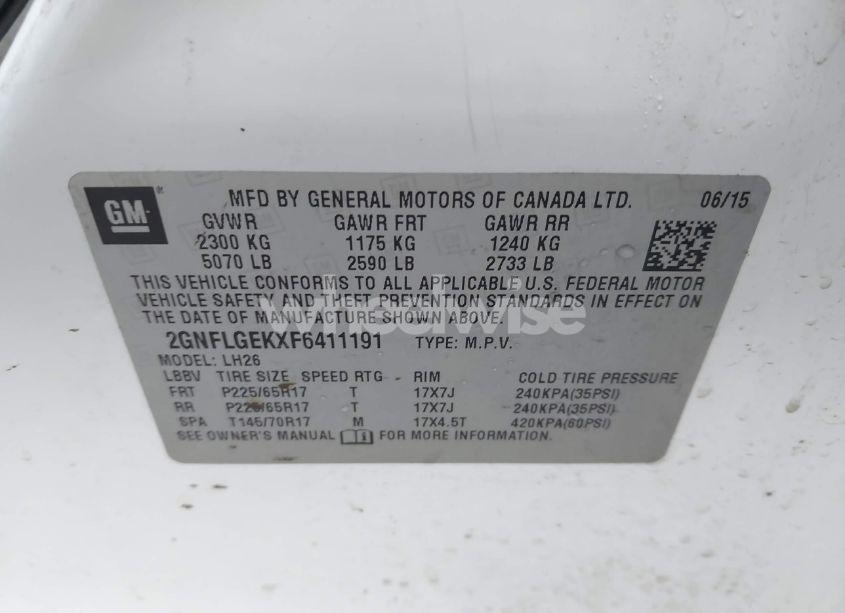 GM MFD BY GENERAL MOTORS OF CANADA LTD. 06/15
GVWR GAWR FRT GAWR RR
2300 KG 1175 KG 1240 KG
5070 LB 2590 LB 2733 LB
THIS VEHICLE CONFORMS TO ALL APPLICABLE U.S. FEDERAL MOTOR
VEHICLE SAFETY AND THEFT PREVENTION STANDARDS IN EFFECT ON
THE DATE OF MANUFACTURE SHOWN ABOVE.
wheelwise
2GNFLGEKXF6411191 TYPE: M.P.V.
MODEL: LH26
LBBV TIRE SIZE SPEED RTG - RIM COLD TIRE PRESSURE
FRT P225/65R17 T 17X7J 240KPA(35PSI)
RR P225/65R17 T 17X7J 240KPA(35PSI)
SPA T145/70R17 M 17X4.5T 420KPA(60PSI)
SEE OWNER'S MANUAL FOR MORE INFORMATION.